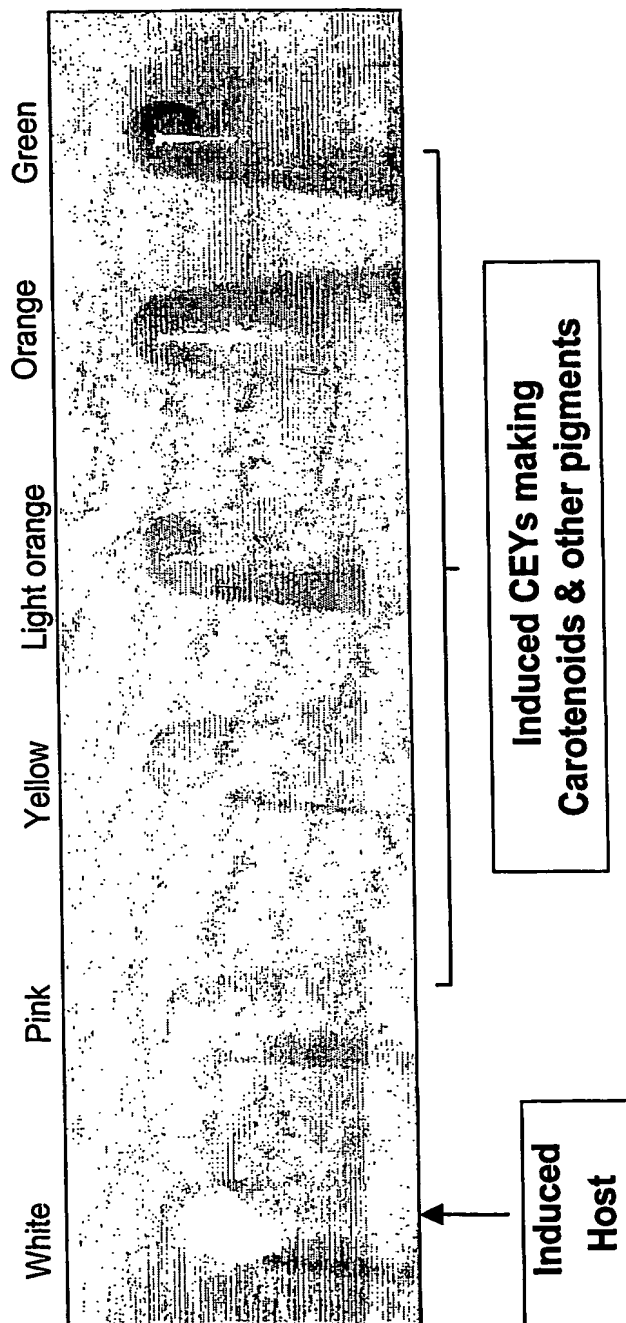 White
Pink
Yellow
Light orange
Orange
Green
Induced
Host
Induced CEYs making
Carotenoids & other pigments